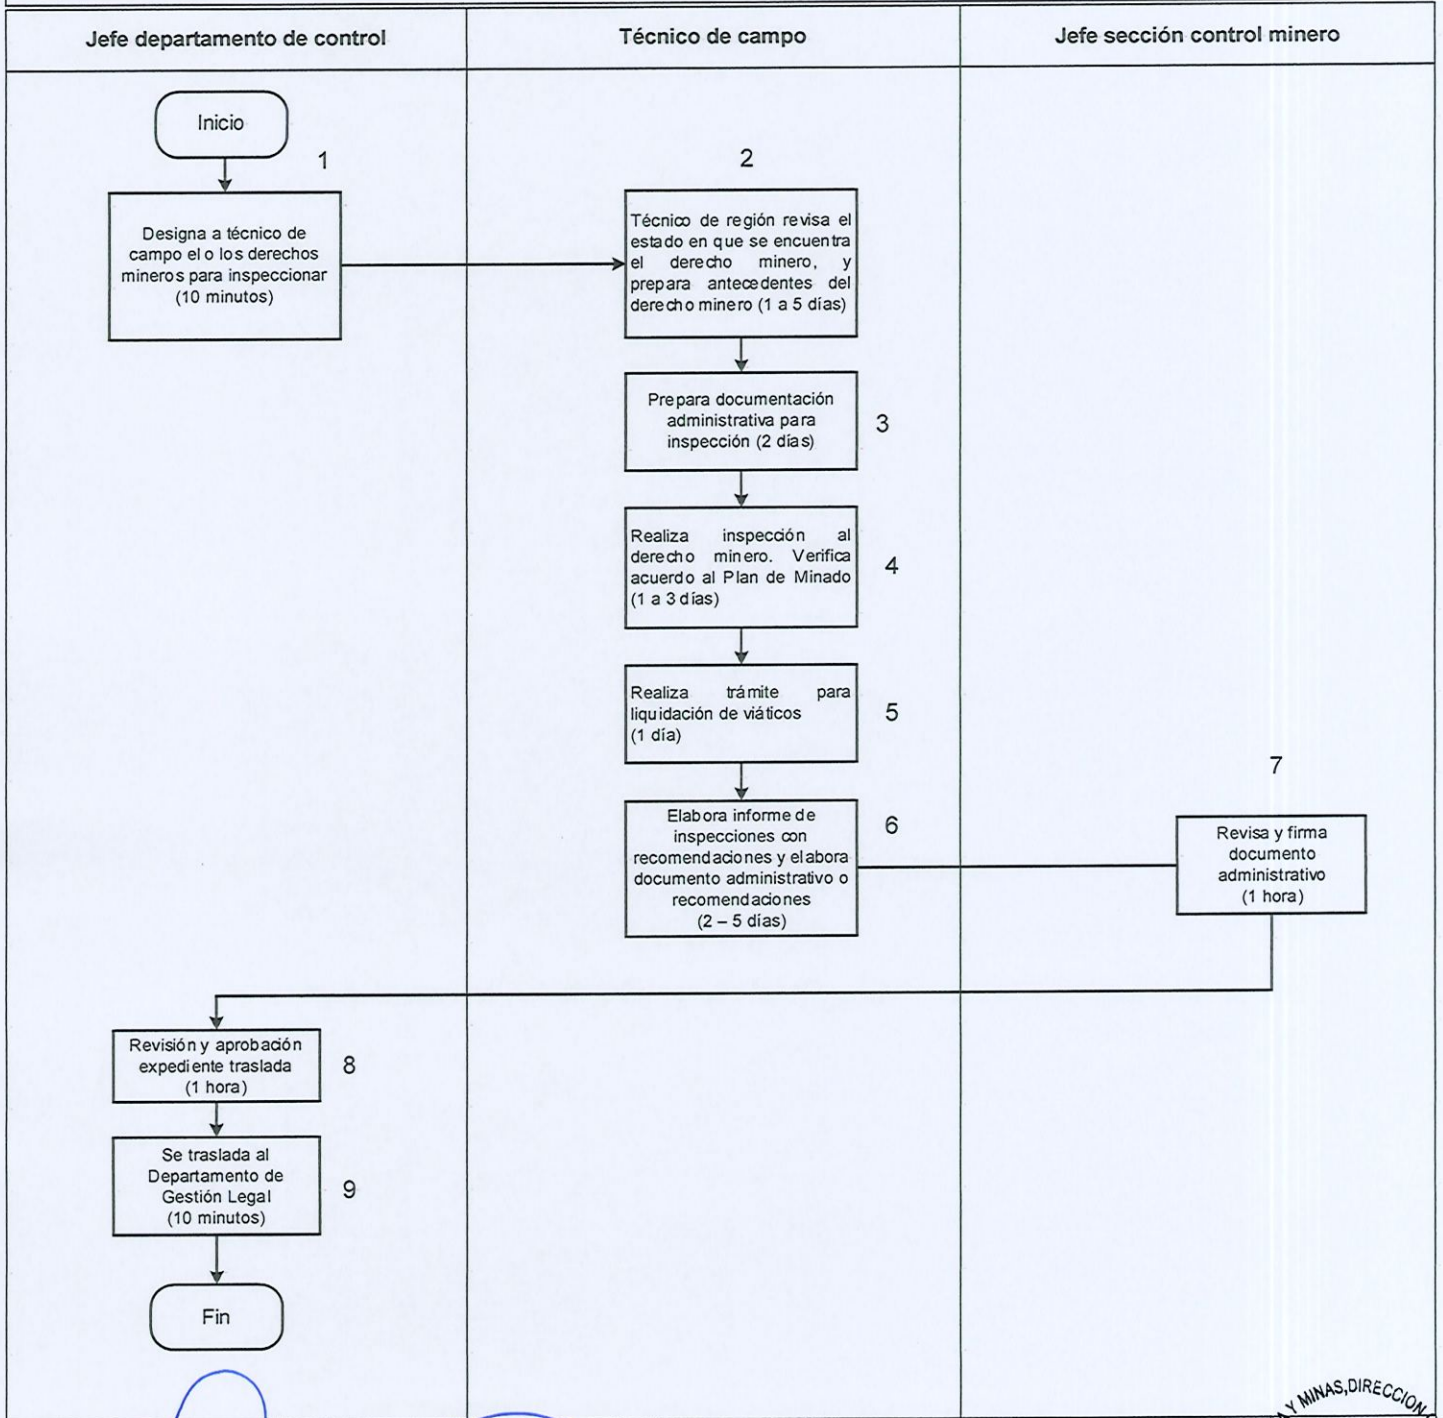 Jefe departamento de control
Técnico de campo
Jefe sección control minero
Inicio
1
Designa a técnico de
campo el o los derechos
mineros para inspeccionar
(10 minutos)
2
Técnico de región revisa el
estado en que se encuentra
el derecho minero, y
prepara antecedentes del
derecho minero (1 a 5 días)
Prepara documentación
administrativa para
inspección (2 días)
3
Realiza inspección al
derecho minero. Verifica
acuerdo al Plan de Minado
(1 a 3 días)
4
Realiza trámite para
liquidación de viáticos
(1 día)
5
Elabora informe de
inspecciones con
recomendaciones y elabora
documento administrativo o
recomendaciones
(2 – 5 días)
6
7
Revisa y firma
documento
administrativo
(1 hora)
Revisión y aprobación
expediente traslada
(1 hora)
8
Se traslada al
Departamento de
Gestión Legal
(10 minutos)
9
Fin
Y MINAS, DIRECCION